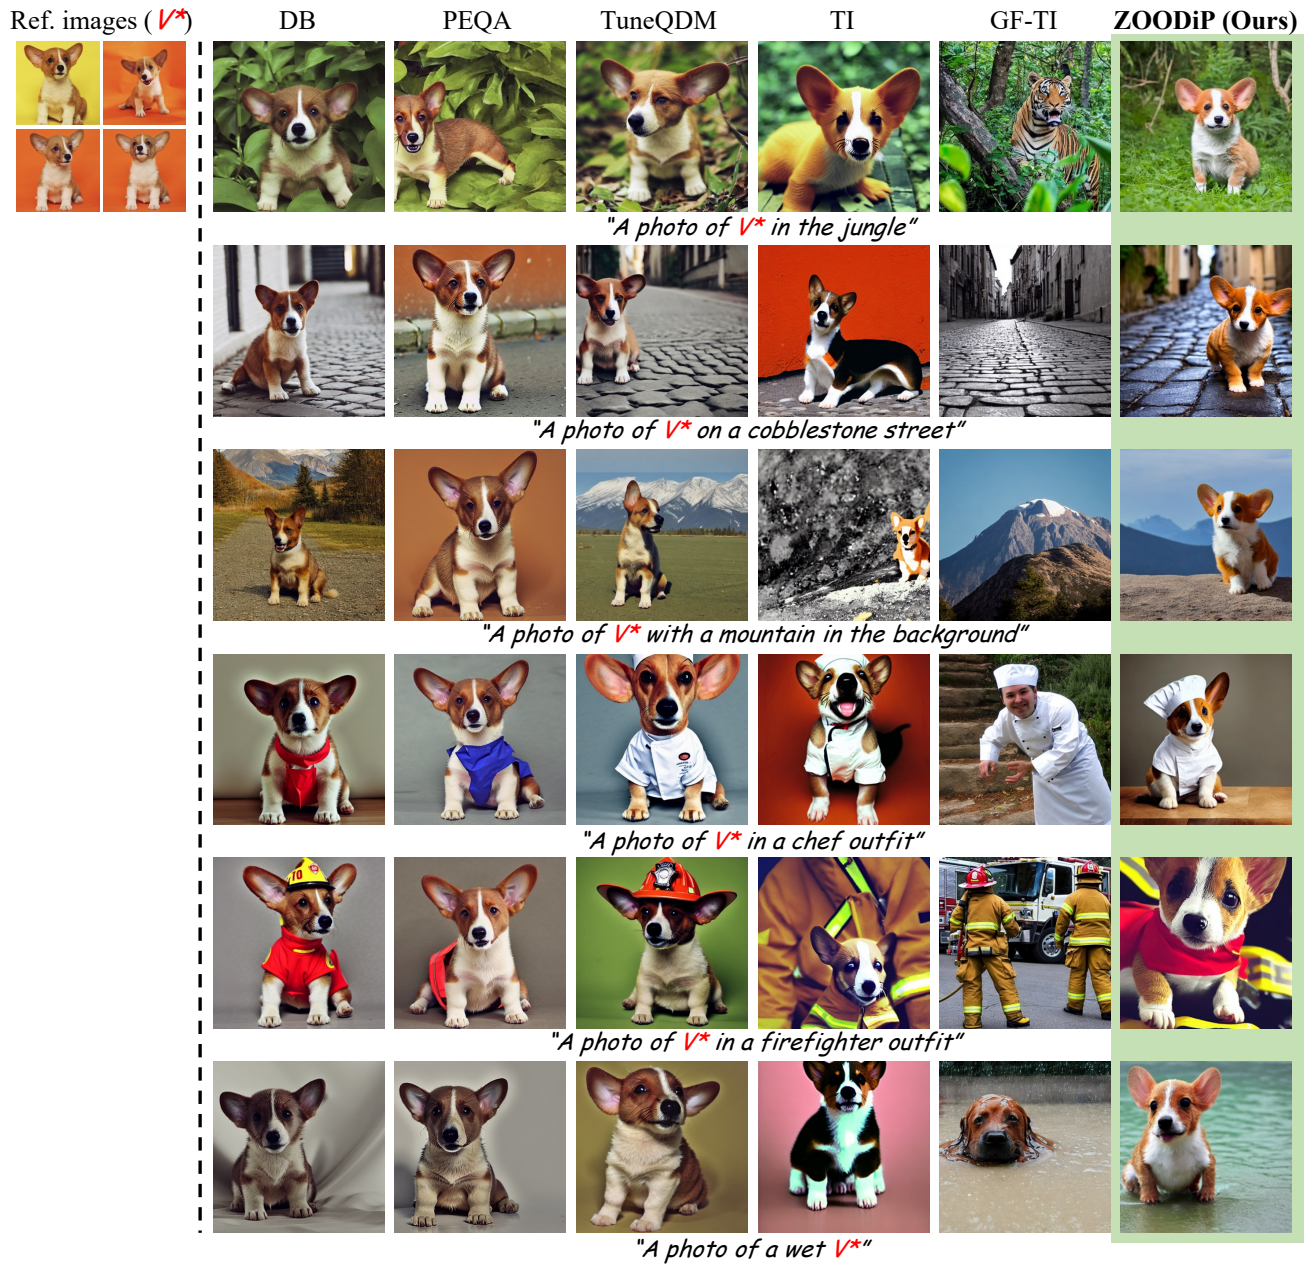 Ref. images (V*) DB PEQA TuneQDM TI GF-TI ZOODiP (Ours)
"A photo of V* in the jungle"
"A photo of V* on a cobblestone street"
"A photo of V* with a mountain in the background"
"A photo of V* in a chef outfit"
10
"A photo of V* in a firefighter outfit"
"A photo of a wet V*"